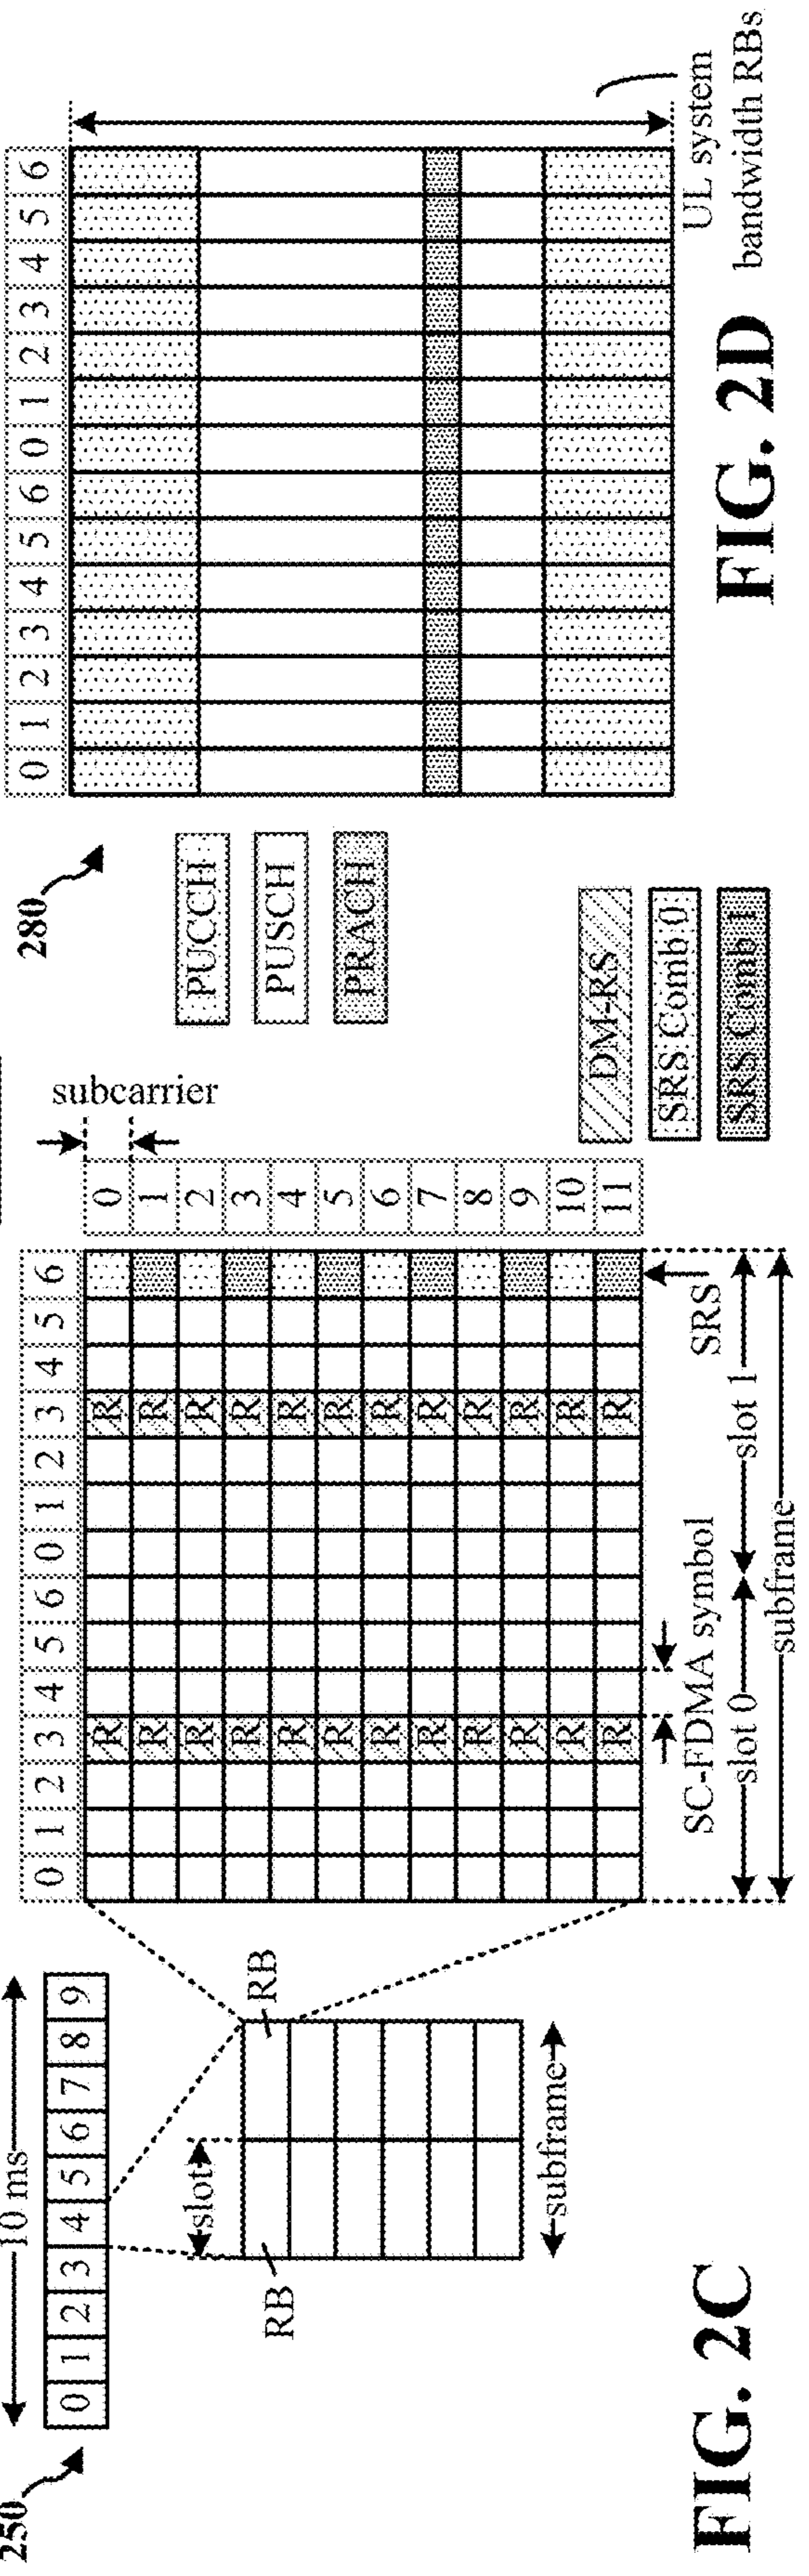 250
10 ms
0 1 2 3 4 5 6 7 8 9
slot
RB
RB
subframe
0 1 2 3 4 5 6 0 1 2 3 4 5 6
subcarrier
0
1
2
3
4
5
6
7
8
9
10
11
R R
R R
R R
R R
R R
R R
R R
R R
R R
R R
R R
R R
SC-FDMA symbol
SRS
slot 0
slot 1
subframe
DM-RS
SRS Comb 0
SRS Comb 1
FIG. 2C
280
0 1 2 3 4 5 6 0 1 2 3 4 5 6
PUCCH
PUSCH
PRACH
UL system
bandwidth RBs
FIG. 2D